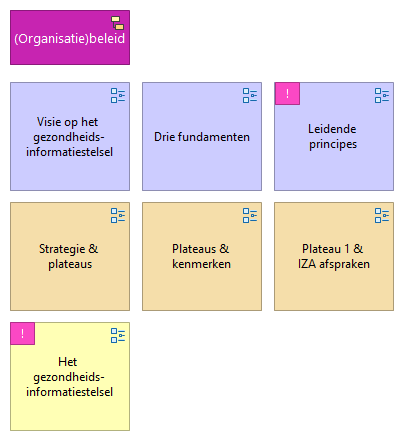 (Organisatie)beleid
Visie op het
gezondheids-
informatiestelsel
Drie fundamenten
!
Leidende
principes
Strategie &
plateaus
Plateaus &
kenmerken
Plateau 1 &
IZA afspraken
!
Het
gezondheids-
informatiestelsel